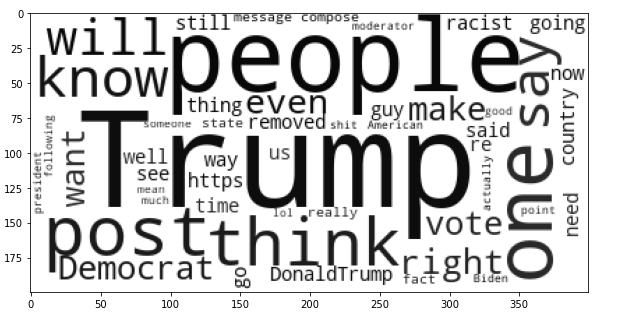 0
25
50
75
100
125
150
175
0 50 100 150 200 250 300 350
will
still
message compose
moderator
racist
going
people
know
thing
even
guy
make
good
now
say
one
someone
state
removed
shit
American
said
re
country
president
following
want
Trump
well
see
mean
much
way
https
time
us
lol
really
actually
need
point
post
think
vote
right
Democrat
go
DonaldTrump
fact
Biden